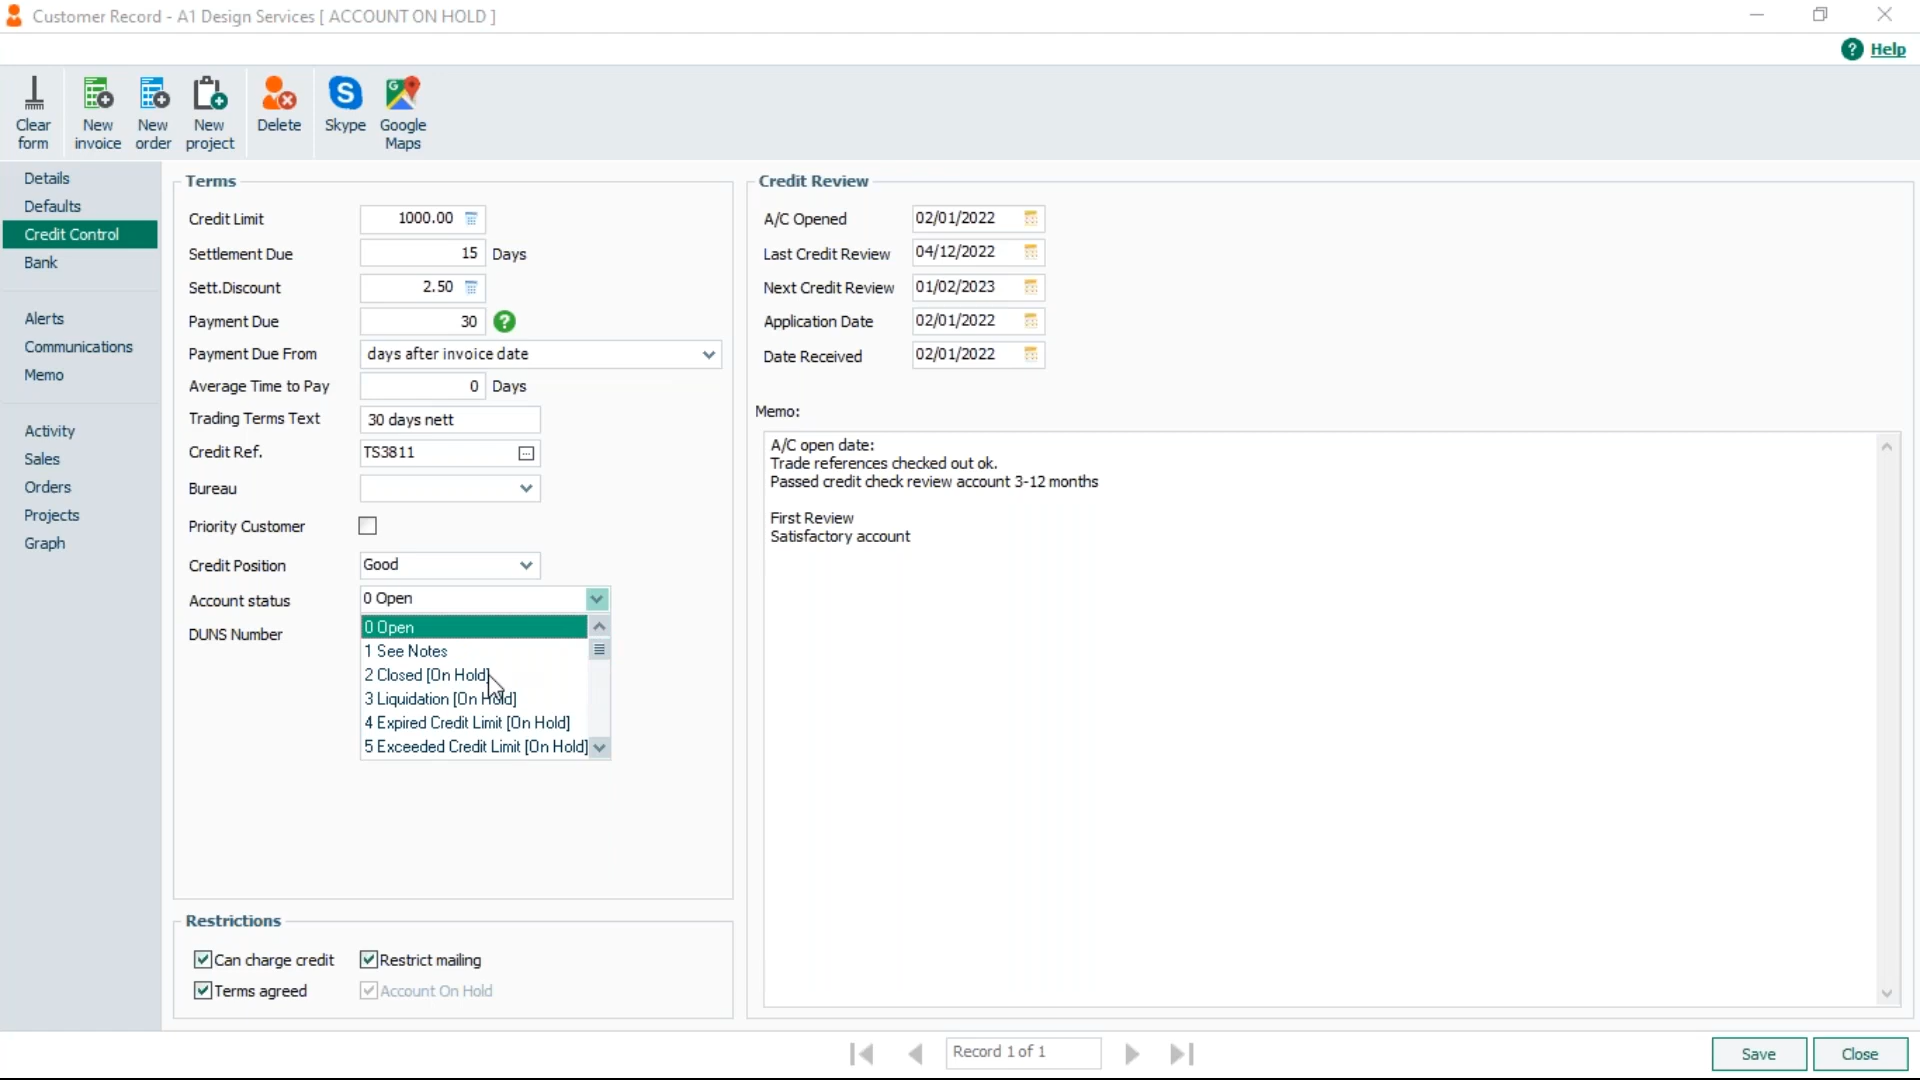 Customer Record - A1 Design Services [ ACCOUNT ON HOLD ]
? Help
Clear form
New invoice
New order
New project
Delete
Skype
Google Maps
Details
Defaults
Credit Control
Bank
Alerts
Communications
Memo
Activity
Sales
Orders
Projects
Graph
Terms
Credit Limit 1000.00
Settlement Due 15 Days
Sett.Discount 2.50
Payment Due 30 ?
Payment Due From days after invoice date
Average Time to Pay 0 Days
Trading Terms Text 30 days nett
Credit Ref. TS3811
Bureau
Priority Customer
Credit Position Good
Account status 0 Open
DUNS Number
0 Open
1 See Notes
2 Closed [On Hold]
3 Liquidation [On Hold]
4 Expired Credit Limit [On Hold]
5 Exceeded Credit Limit [On Hold]
Restrictions
Can charge credit Restrict mailing
Terms agreed Account On Hold
Credit Review
A/C Opened 02/01/2022
Last Credit Review 04/12/2022
Next Credit Review 01/02/2023
Application Date 02/01/2022
Date Received 02/01/2022
Memo:
A/C open date:
Trade references checked out ok.
Passed credit check review account 3-12 months
First Review
Satisfactory account
Record 1 of 1
Save Close